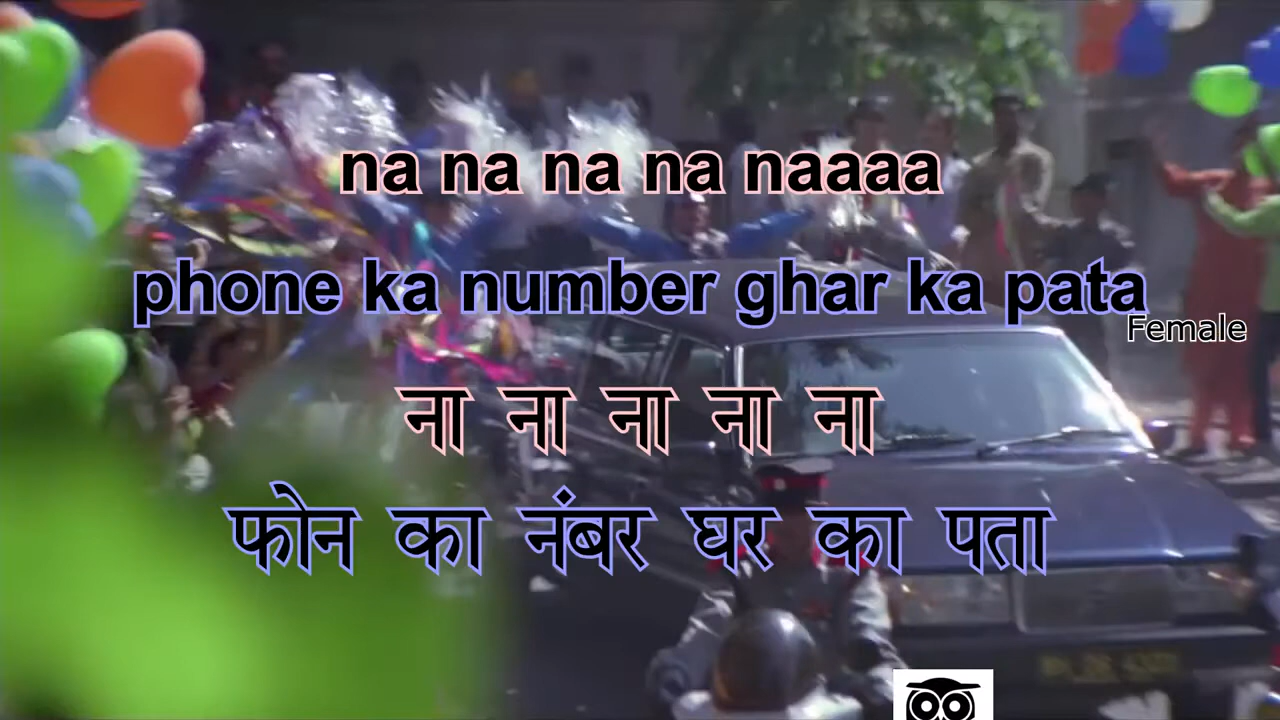 na na na na naaaa
phone ka number ghar ka pata
Female
ना ना ना ना ना
फोन का नंबर घर का पता